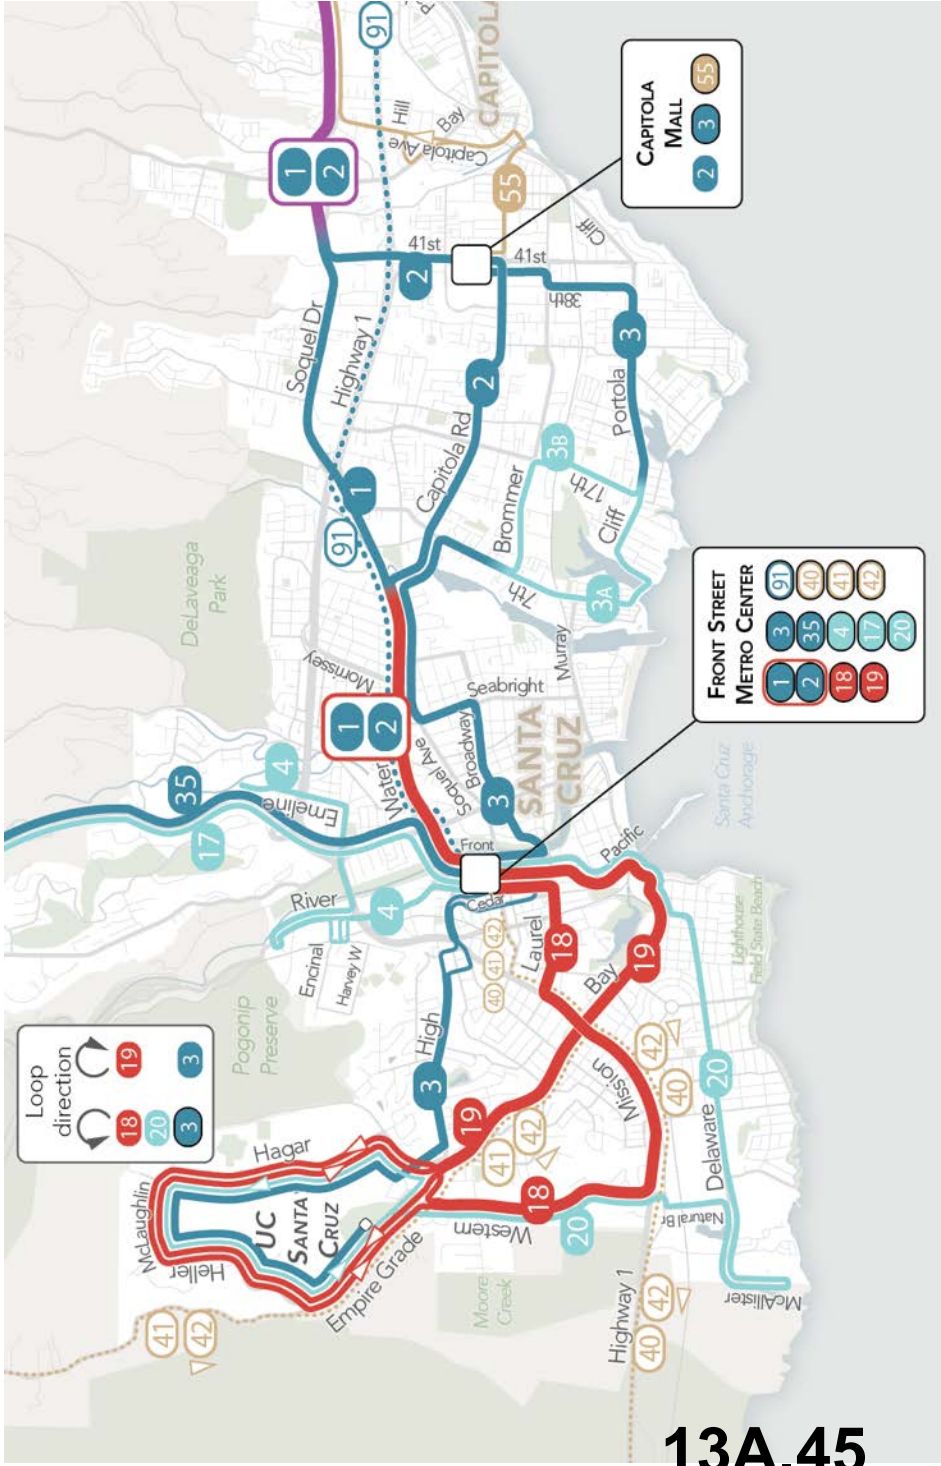 Loop
direction
18 19
20
3 3
41
42
McLaughlin
Hagar
Heller
UC
SANTA
CRUZ
Empire Grade
Pogonip
Preserve
Encinal
Harvey W
River
4
17
35
4
Emeline
DeLaveaga
Park
Morrissey
1
2
Water
91
1
Highway 1
Soquel Dr
1
2
91
Hill
Bay
Capitola Ave
CAPITOLA
55
41st
2
41st
38th
Cliff
CAPITOLA
MALL
2 3 55
High
3
Cedar
Front
Soquel Ave
Broadway
3
Seabright
SANTA
CRUZ
Capitola Rd
2
Brommer
3B
17th
Cliff
7th
3A
Murray
Portola
3
40 41 42
Laurel
18
Bay
19
Pacific
19
41
42
Mission
42
40
Western
18
20
Moore
Creek
Highway 1
40 42
Natural Br
Delaware
20
McAllister
Lighthouse
Field State Beach
Santa Cruz
Anchorage
FRONT STREET
METRO CENTER
1 3 91
2 35 40
18 4 41
19 17 42
20
13A.45